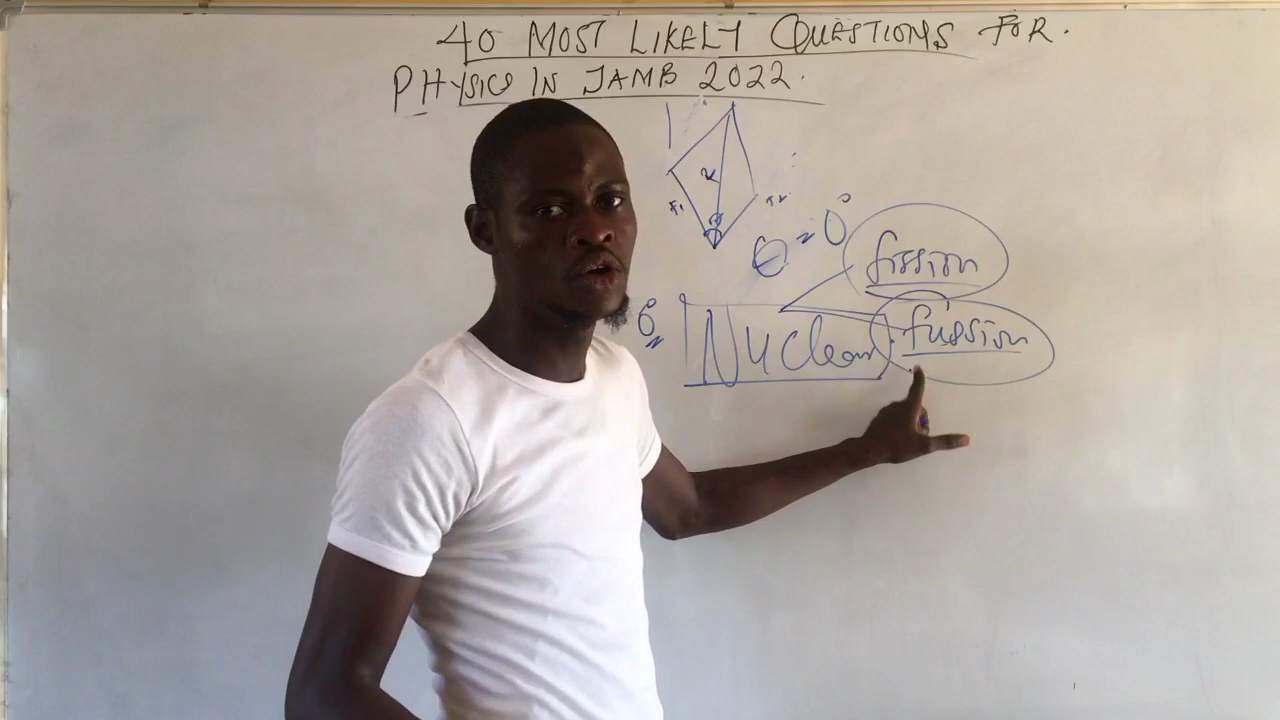 40 MOST LIKELY QUESTIONS FOR.
PHYSICS IN JAMB 2022.
θ = 0°
fission
Nuclear
fussion